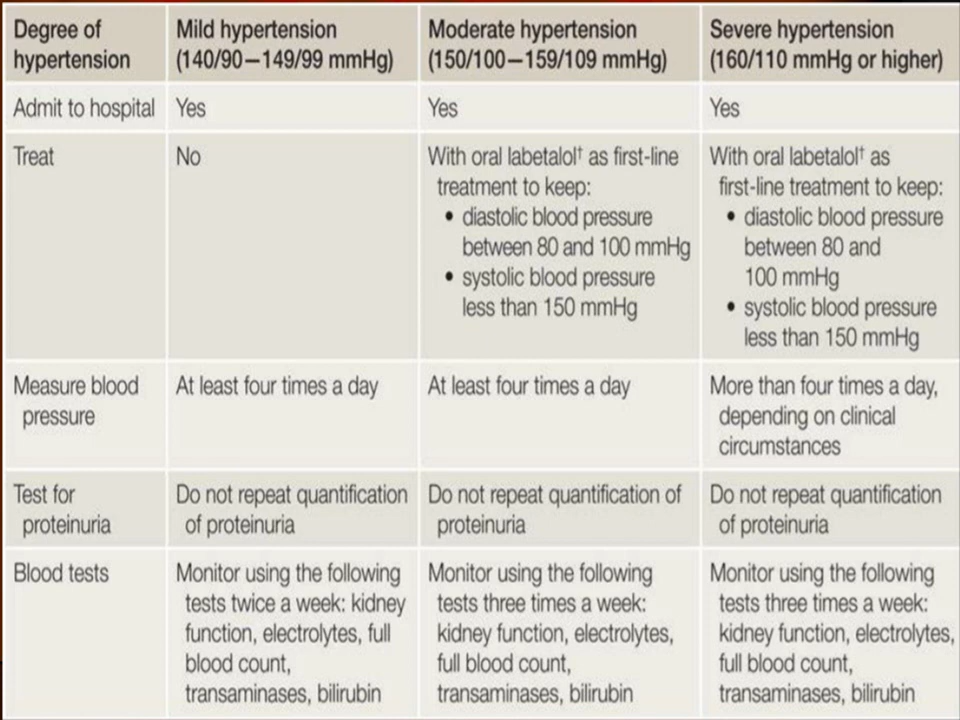 Degree of
hypertension
Mild hypertension
(140/90–149/99 mmHg)
Moderate hypertension
(150/100–159/109 mmHg)
Severe hypertension
(160/110 mmHg or higher)
Admit to hospital
Yes
Yes
Yes
Treat
No
With oral labetalol† as first-line
treatment to keep:
• diastolic blood pressure
between 80 and 100 mmHg
• systolic blood pressure
less than 150 mmHg
With oral labetalol† as
first-line treatment to keep:
• diastolic blood pressure
between 80 and
100 mmHg
• systolic blood pressure
less than 150 mmHg
Measure blood
pressure
At least four times a day
At least four times a day
More than four times a day,
depending on clinical
circumstances
Test for
proteinuria
Do not repeat quantification
of proteinuria
Do not repeat quantification of
proteinuria
Do not repeat quantification
of proteinuria
Blood tests
Monitor using the following
tests twice a week: kidney
function, electrolytes, full
blood count,
transaminases, bilirubin
Monitor using the following
tests three times a week:
kidney function, electrolytes,
full blood count,
transaminases, bilirubin
Monitor using the following
tests three times a week:
kidney function, electrolytes,
full blood count,
transaminases, bilirubin